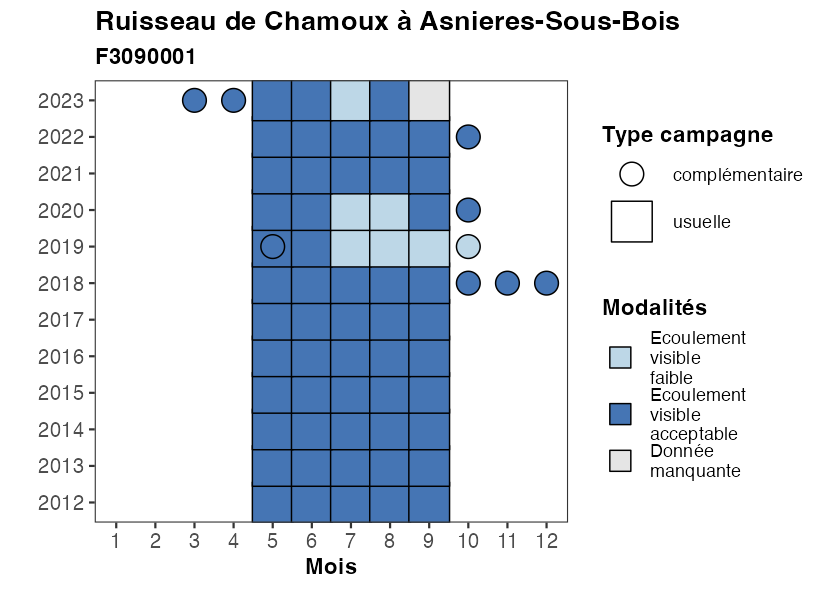 Ruisseau de Chamoux à Asnieres-Sous-Bois
F3090001
2023
2022
2021
2020
2019
2018
2017
2016
2015
2014
2013
2012
1 2 3 4 5 6 7 8 9 10 11 12
Mois
Type campagne
complémentaire
usuelle
Modalités
Ecoulement
visible
faible
Ecoulement
visible
acceptable
Donnée
manquante